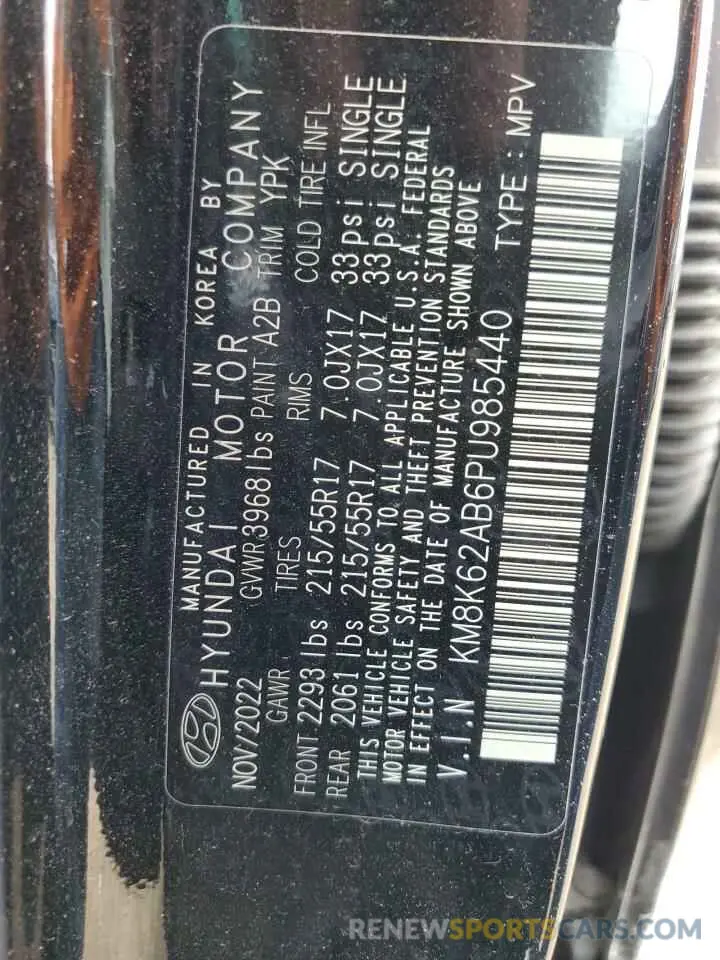 MANUFACTURED IN KOREA BY
HYUNDAI MOTOR COMPANY
NOV/2022 GVWR 3968 lbs PAINT A2B TRIM YPK
GAWR TIRES RIMS COLD TIRE INFL
FRONT 2293 lbs 215/55R17 7.0JX17 33psi SINGLE
REAR 2061 lbs 215/55R17 7.0JX17 33psi SINGLE
THIS VEHICLE CONFORMS TO ALL APPLICABLE U.S.A. FEDERAL
MOTOR VEHICLE SAFETY AND THEFT PREVENTION STANDARDS
IN EFFECT ON THE DATE OF MANUFACTURE SHOWN ABOVE
V.I.N KM8K62AB6PU985440 TYPE : MPV
RENEWSPORTSCARS.COM